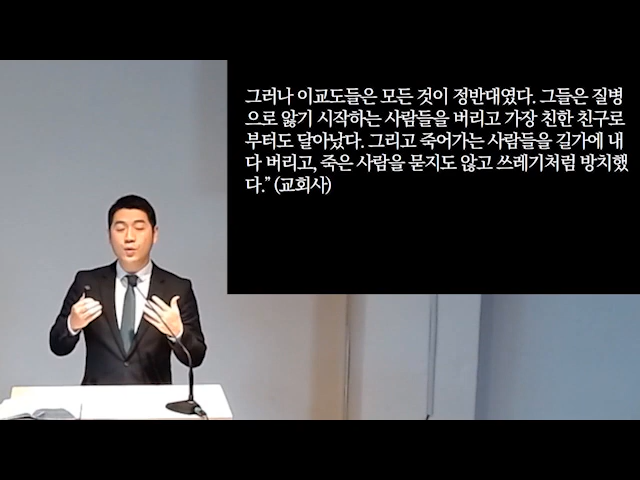 그러나 이교도들은 모든 것이 정반대였다. 그들은 질병
으로 앓기 시작하는 사람들을 버리고 가장 친한 친구로
부터도 달아났다. 그리고 죽어가는 사람들을 길가에 내
다 버리고, 죽은 사람을 묻지도 않고 쓰레기처럼 방치했
다.” (교회사)